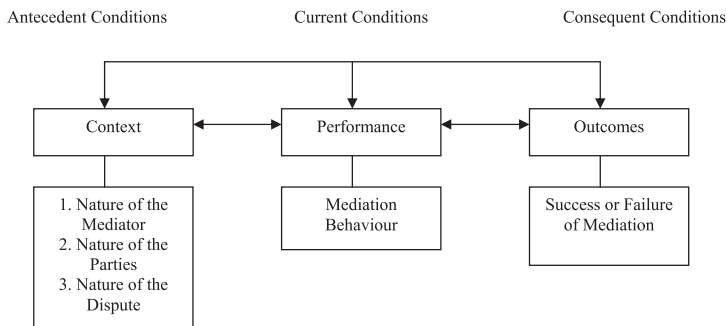 Antecedent Conditions
Current Conditions
Consequent Conditions
Context
Performance
Outcomes
1. Nature of the
Mediator
2. Nature of the
Parties
3. Nature of the
Dispute
Mediation
Behaviour
Success or Failure
of Mediation